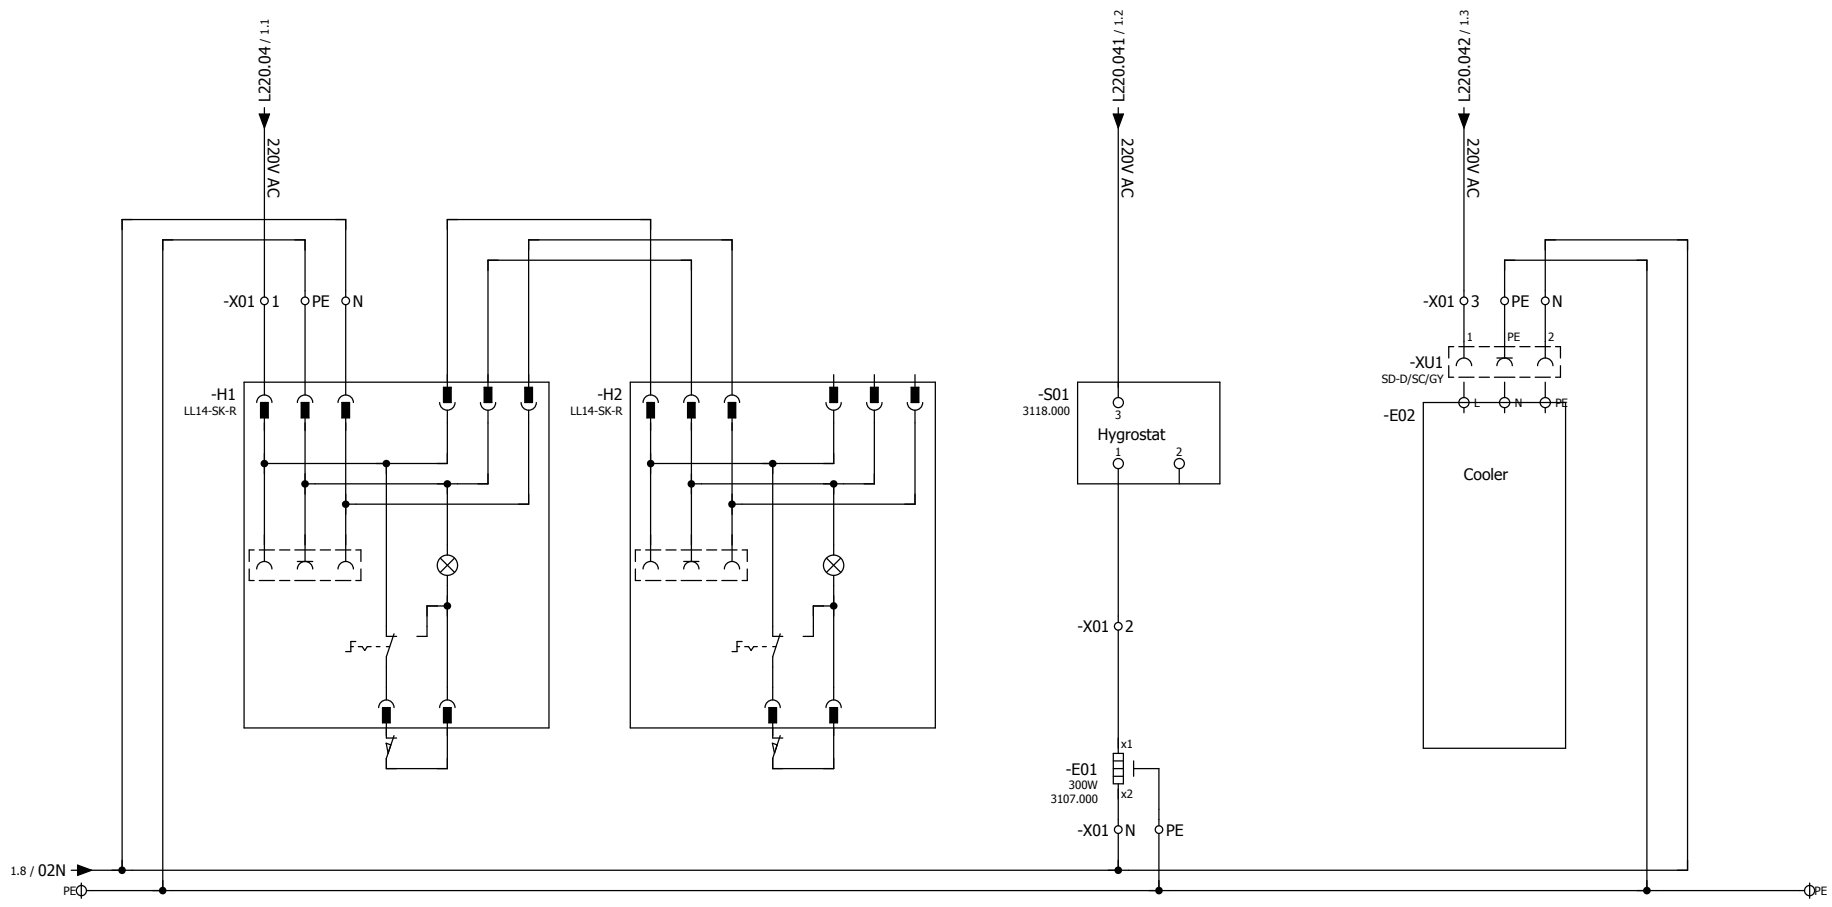 L220.04 / 1.1
L220.041 / 1.2
L220.042 / 1.3
220V AC
220V AC
220V AC
-X01 1 PE N
-X01 3 PE N
1 PE 2
-XU1
SD-D/SC/GY
-H1
LL14-SK-R
-H2
LL14-SK-R
-S01
3118.000
3
Hygrostat
1 2
-E02
L N PE
Cooler
-X01 2
x1
-E01
300W
3107.000
x2
-X01 N PE
1.8 / 02N
PE
PE